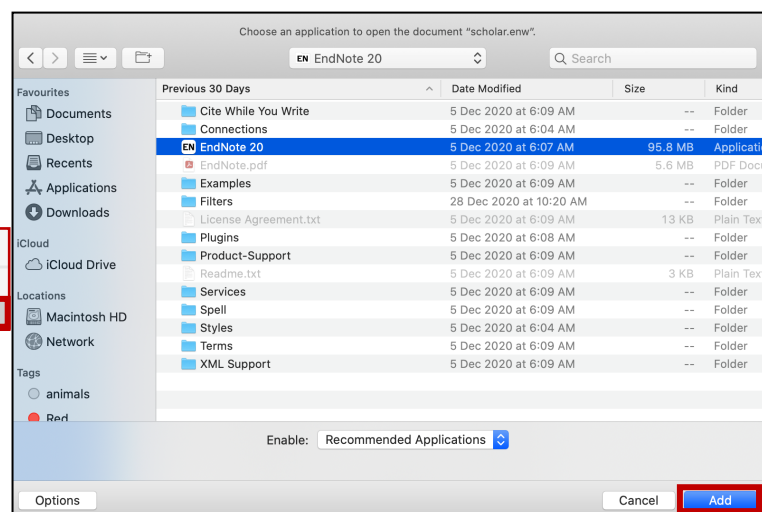 Choose an application to open the document “scholar.enw”.
EN EndNote 20
Search
Favourites
Documents
Desktop
Recents
Applications
Downloads
iCloud
iCloud Drive
Locations
Macintosh HD
Network
Tags
animals
Red
Previous 30 Days Date Modified Size Kind
Cite While You Write 5 Dec 2020 at 6:09 AM -- Folder
Connections 5 Dec 2020 at 6:04 AM -- Folder
EN EndNote 20 5 Dec 2020 at 6:07 AM 95.8 MB Applicati
EndNote.pdf 5 Dec 2020 at 6:09 AM 5.6 MB PDF Doc
Examples 5 Dec 2020 at 6:09 AM -- Folder
Filters 28 Dec 2020 at 10:20 AM -- Folder
License Agreement.txt 5 Dec 2020 at 6:09 AM 13 KB Plain Tex
Plugins 5 Dec 2020 at 6:08 AM -- Folder
Product-Support 5 Dec 2020 at 6:09 AM -- Folder
Readme.txt 5 Dec 2020 at 6:09 AM 3 KB Plain Tex
Services 5 Dec 2020 at 6:09 AM -- Folder
Spell 5 Dec 2020 at 6:09 AM -- Folder
Styles 5 Dec 2020 at 6:04 AM -- Folder
Terms 5 Dec 2020 at 6:09 AM -- Folder
XML Support 5 Dec 2020 at 6:09 AM -- Folder
Enable: Recommended Applications
Options Cancel Add